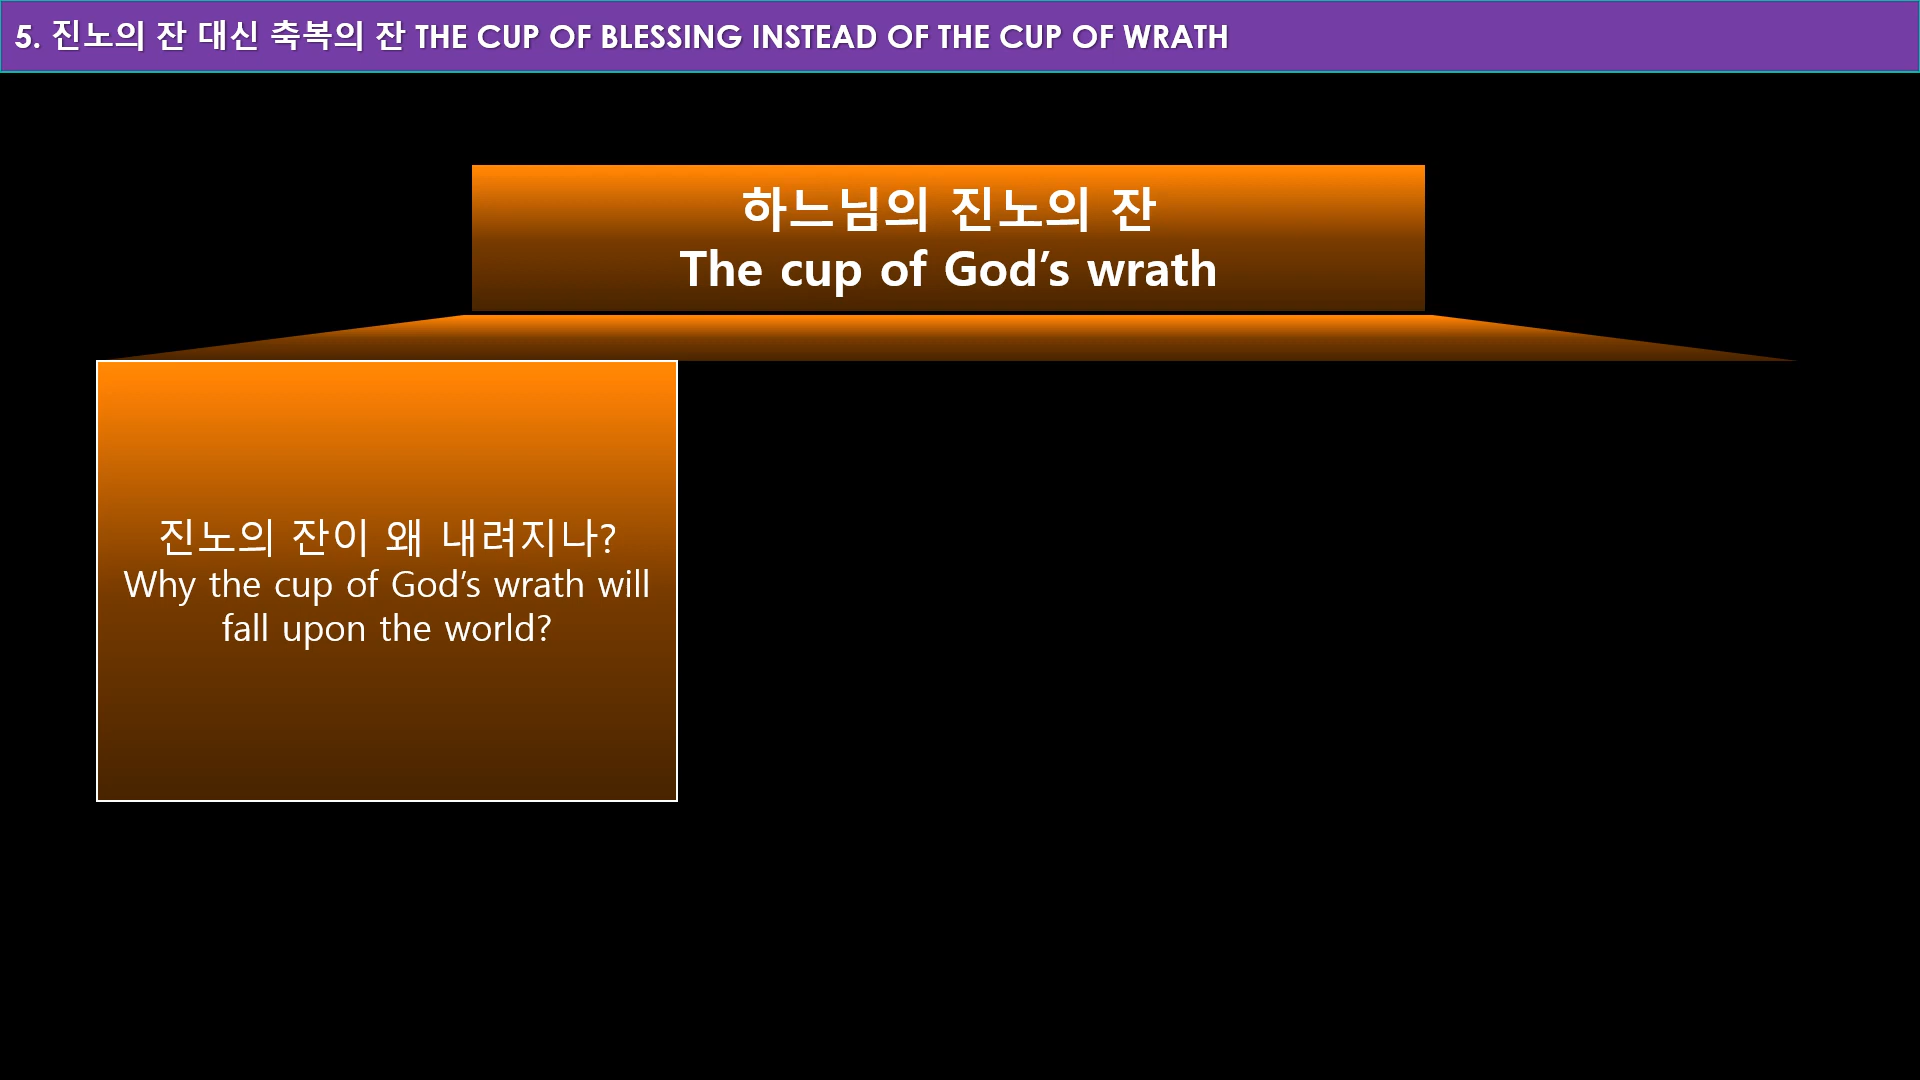 5. 진노의 잔 대신 축복의 잔 THE CUP OF BLESSING INSTEAD OF THE CUP OF WRATH
하느님의 진노의 잔
The cup of God’s wrath
진노의 잔이 왜 내려지나?
Why the cup of God’s wrath will
fall upon the world?